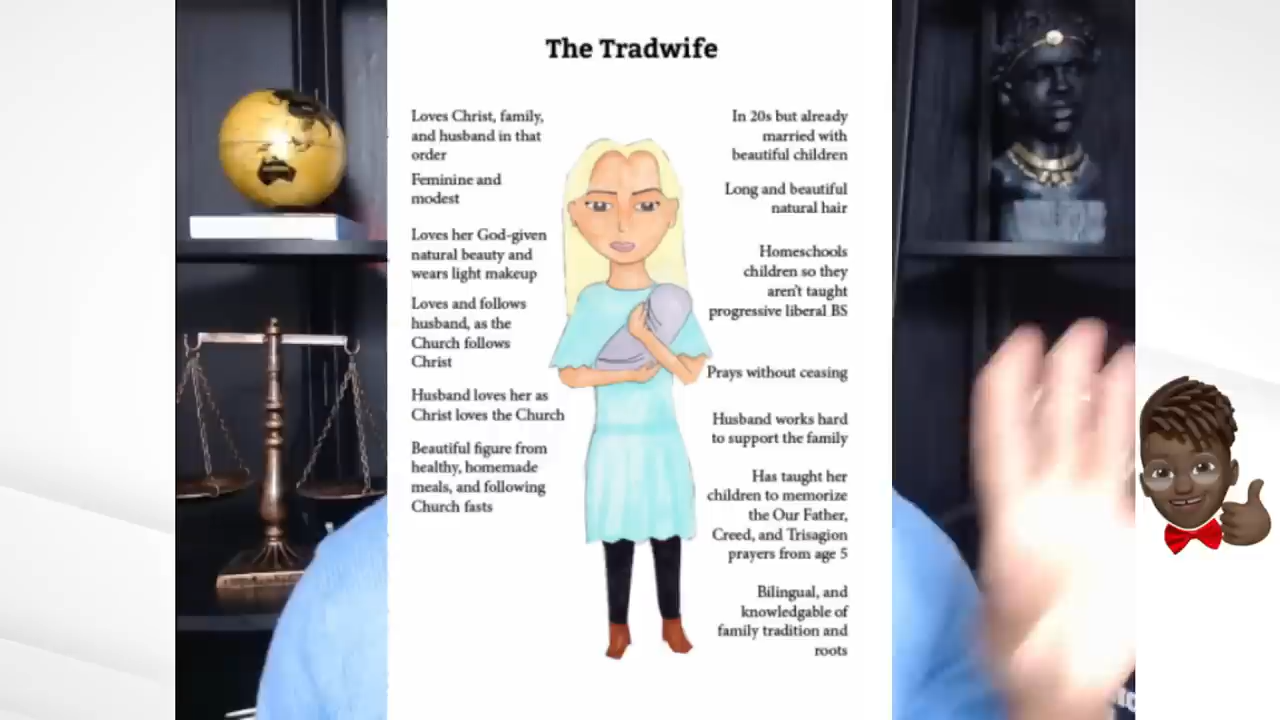 The Tradwife
Loves Christ, family,
and husband in that
order
Feminine and
modest
Loves her God-given
natural beauty and
wears light makeup
Loves and follows
husband, as the
Church follows
Christ
Husband loves her as
Christ loves the Church
Beautiful figure from
healthy, homemade
meals, and following
Church fasts
In 20s but already
married with
beautiful children
Long and beautiful
natural hair
Homeschools
children so they
aren't taught
progressive liberal BS
Prays without ceasing
Husband works hard
to support the family
Has taught her
children to memorize
the Our Father,
Creed, and Trisagion
prayers from age 5
Bilingual, and
knowledgable of
family tradition and
roots